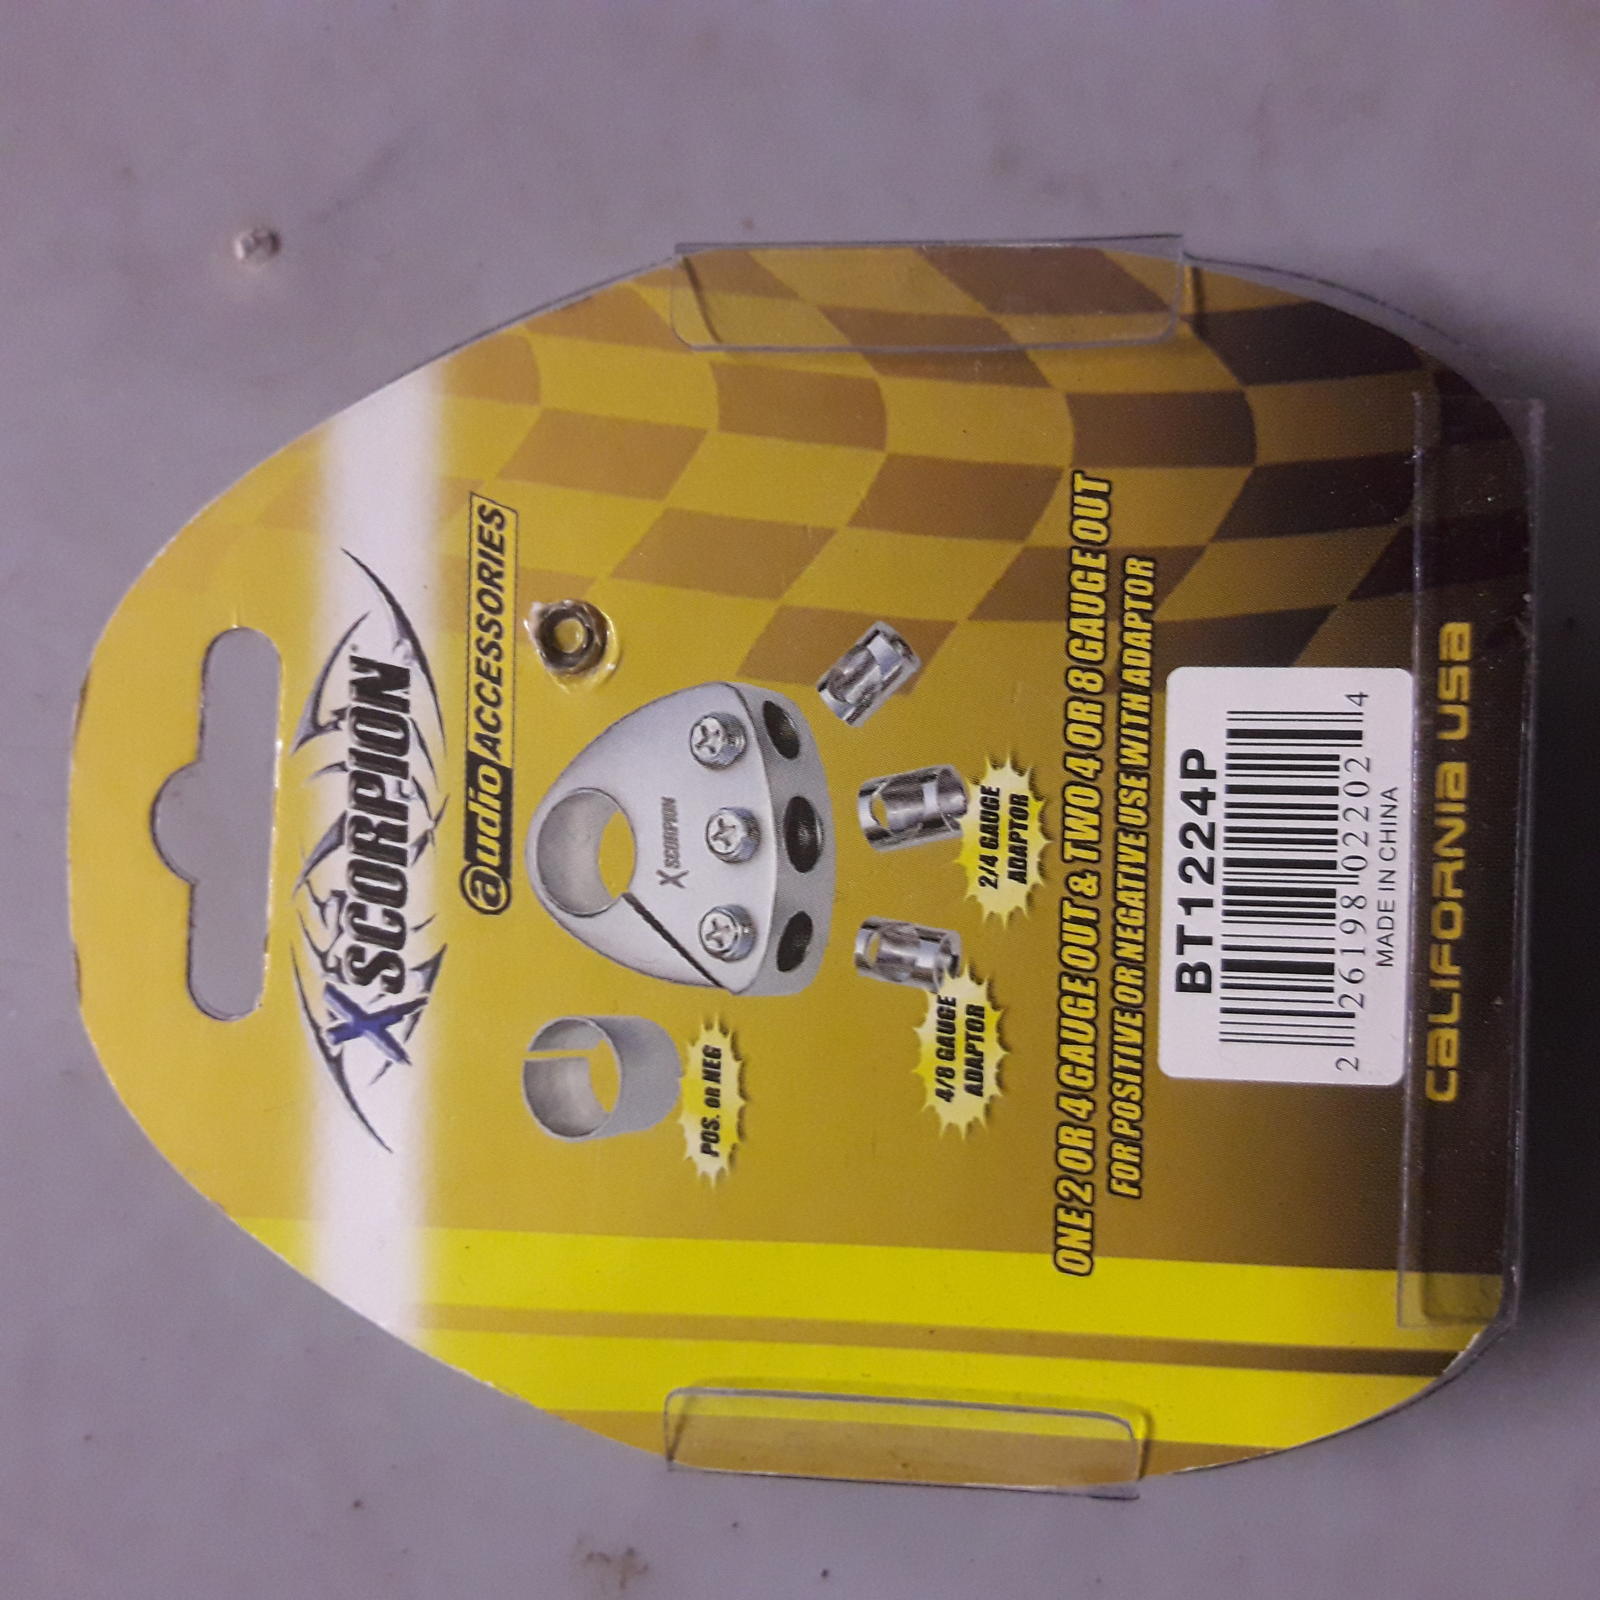 X SCORPION
@udio ACCESSORIES
X SCORPION
POS. OR NEG
4/8 GAUGE
ADAPTOR
2/4 GAUGE
ADAPTOR
ONE 2 OR 4 GAUGE OUT & TWO 4 OR 8 GAUGE OUT
FOR POSITIVE OR NEGATIVE USE WITH ADAPTOR
BT1224P
2 26198 02202 4
MADE IN CHINA
CALIFORNIA USA